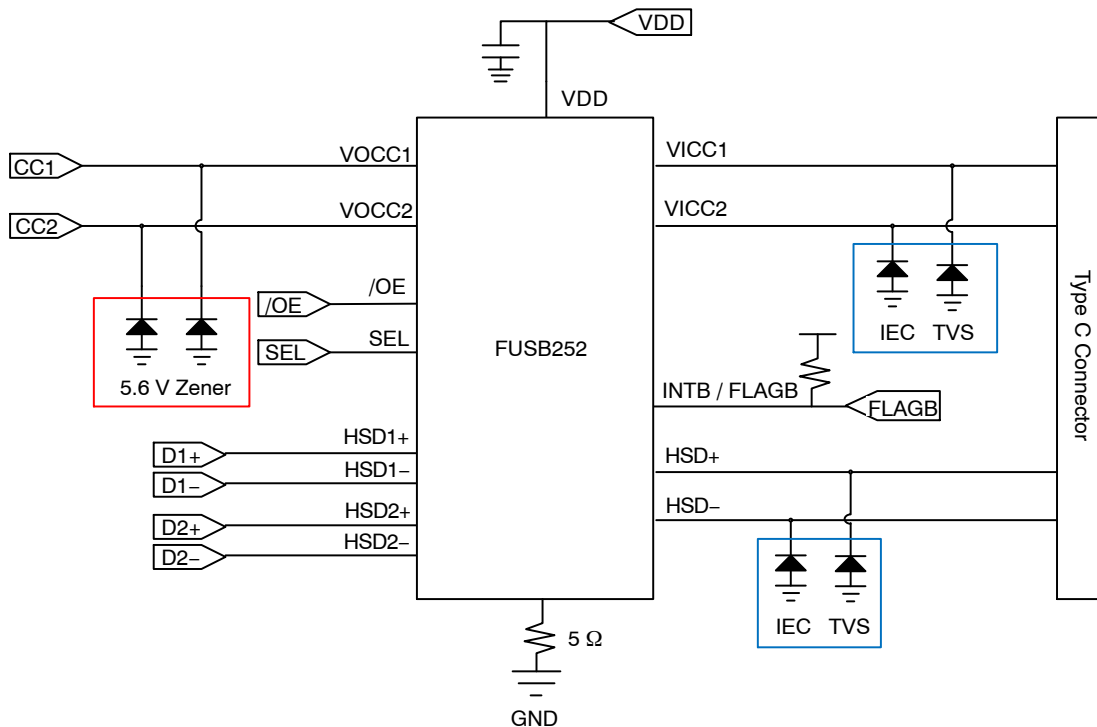 VDD
VDD
CC1
VOCC1
VICC1
CC2
VOCC2
VICC2
/OE
/OE
SEL
SEL
5.6 V Zener
FUSB252
IEC TVS
INTB / FLAGB
FLAGB
Type C Connector
D1+
HSD1+
D1−
HSD1−
D2+
HSD2+
D2−
HSD2−
HSD+
HSD−
IEC TVS
5 Ω
GND